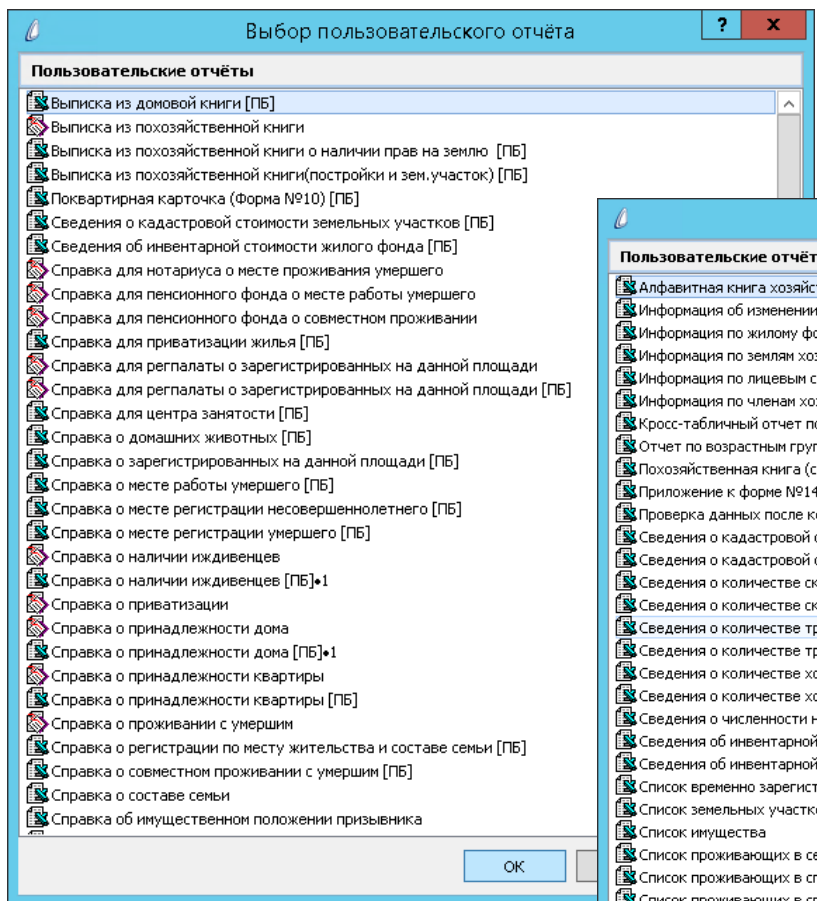 Выбор пользовательского отчёта
? x
Пользовательские отчёты
Выписка из домовой книги [ПБ]
Выписка из похозяйственной книги
Выписка из похозяйственной книги о наличии прав на землю [ПБ]
Выписка из похозяйственной книги(постройки и зем.участок) [ПБ]
Поквартирная карточка (Форма №10) [ПБ]
Сведения о кадастровой стоимости земельных участков [ПБ]
Сведения об инвентарной стоимости жилого фонда [ПБ]
Справка для нотариуса о месте проживания умершего
Справка для пенсионного фонда о месте работы умершего
Справка для пенсионного фонда о совместном проживании
Справка для приватизации жилья [ПБ]
Справка для регпалаты о зарегистрированных на данной площади
Справка для регпалаты о зарегистрированных на данной площади [ПБ]
Справка для центра занятости [ПБ]
Справка о домашних животных [ПБ]
Справка о зарегистрированных на данной площади [ПБ]
Справка о месте работы умершего [ПБ]
Справка о месте регистрации несовершеннолетнего [ПБ]
Справка о месте регистрации умершего [ПБ]
Справка о наличии иждивенцев
Справка о наличии иждивенцев [ПБ]•1
Справка о приватизации
Справка о принадлежности дома
Справка о принадлежности дома [ПБ]•1
Справка о принадлежности квартиры
Справка о принадлежности квартиры [ПБ]
Справка о проживании с умершим
Справка о регистрации по месту жительства и составе семьи [ПБ]
Справка о совместном проживании с умершим [ПБ]
Справка о составе семьи
Справка об имущественном положении призывника
OK
Пользовательские отчёт
Алфавитная книга хозяйс
Информация об изменении
Информация по жилому фо
Информация по землям хоз
Информация по лицевым с
Информация по членам хоз
Кросс-табличный отчет по
Отчет по возрастным груп
Похозяйственная книга (с
Приложение к форме №14
Проверка данных после ко
Сведения о кадастровой
Сведения о кадастровой
Сведения о количестве ск
Сведения о количестве ск
Сведения о количестве тр
Сведения о количестве тр
Сведения о количестве хо
Сведения о количестве хо
Сведения о численности н
Сведения об инвентарной
Сведения об инвентарной
Список временно зарегист
Список земельных участко
Список имущества
Список проживающих в се
Список проживающих в сп
Список проживающих в сп